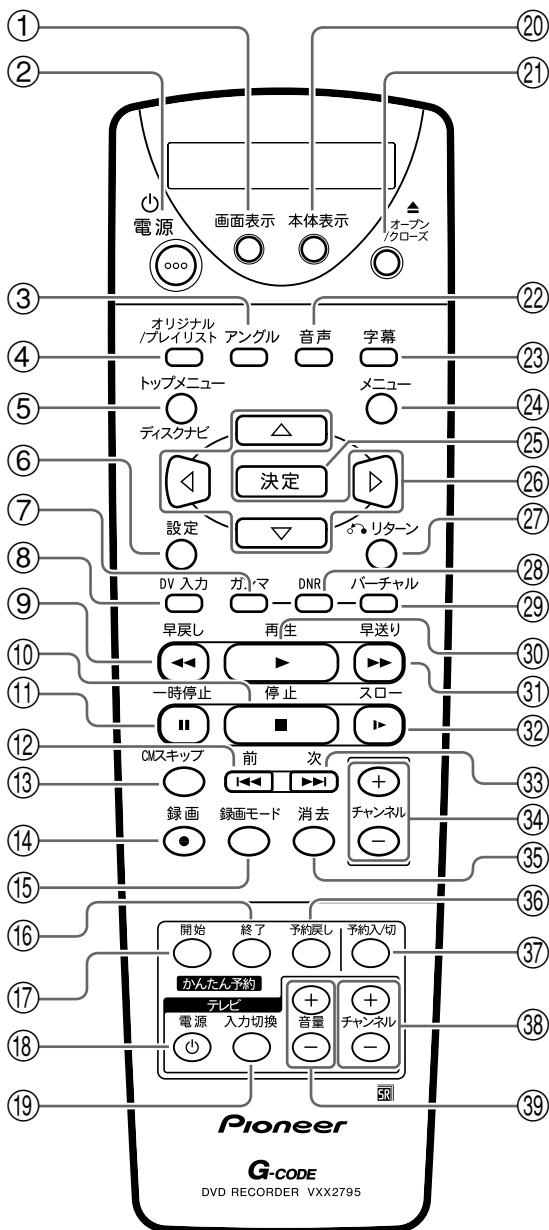 ① ⑳
② ㉑
電源
画面表示 本体表示
オープン
/クローズ
③ ㉒
オリジナル
/プレイリスト アングル 音声 字幕
④ ㉓
トップメニュー メニュー
⑤ ㉔
ディスクナビ
⑥ ㉕
決定
⑦ ㉖
設定 リターン
⑧ ㉗
DV 入力 ガンマ DNR バーチャル
⑨ ㉘
㉙
早戻し 再生 早送り
⑩ ㉚
一時停止 停止 スロー
⑪ ㉛
⑫ ㉜
CMスキップ 前 次
⑬ ㉝
チャンネル
⑭ ㉞
録画 録画モード 消去
⑮ ㉟
⑯ ㊱
開始 終了 予約戻し 予約入/切
⑰ ㊲
かんたん予約
テレビ
電源 入力切換 音量 チャンネル
⑱ ㊳
⑲ ㊴
SR
Pioneer
G-CODE
DVD RECORDER VXX2795